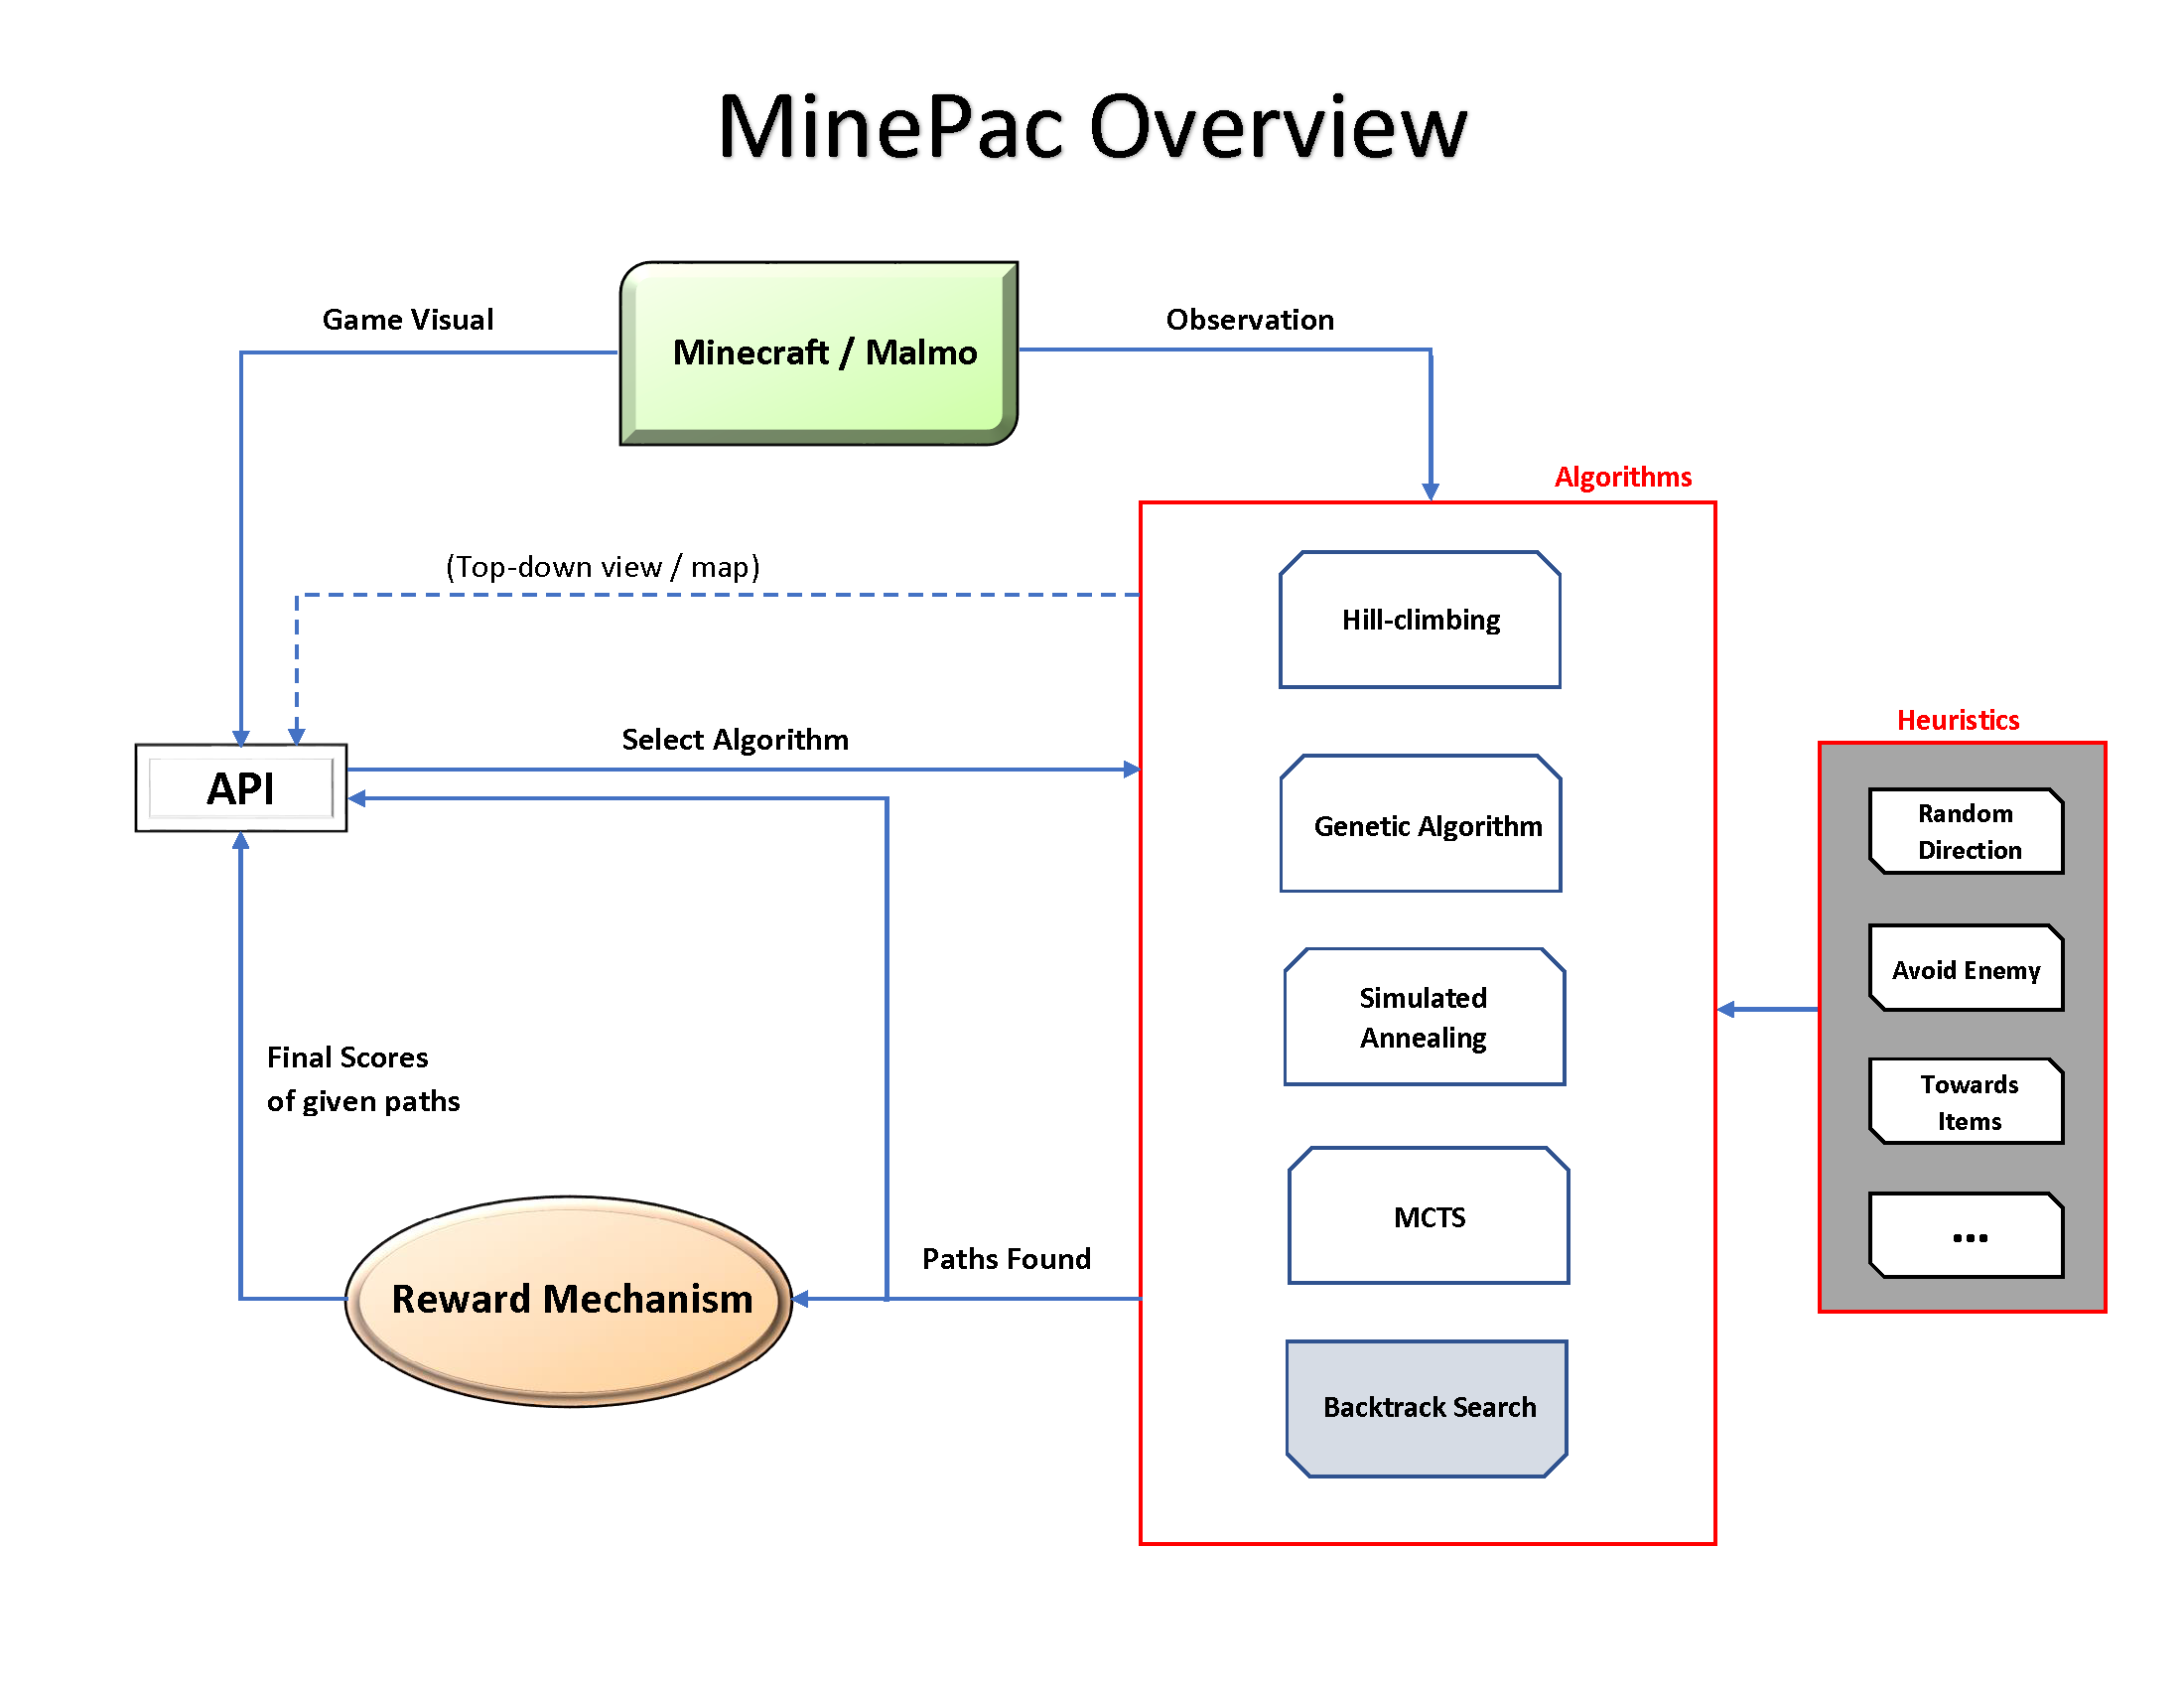 MinePac Overview
Game Visual
Minecraft / Malmo
Observation
Algorithms
(Top-down view / map)
Hill-climbing
Select Algorithm
API
Genetic Algorithm
Heuristics
Random
Direction
Avoid Enemy
Simulated
Annealing
Towards
Items
Final Scores
of given paths
MCTS
...
Paths Found
Reward Mechanism
Backtrack Search